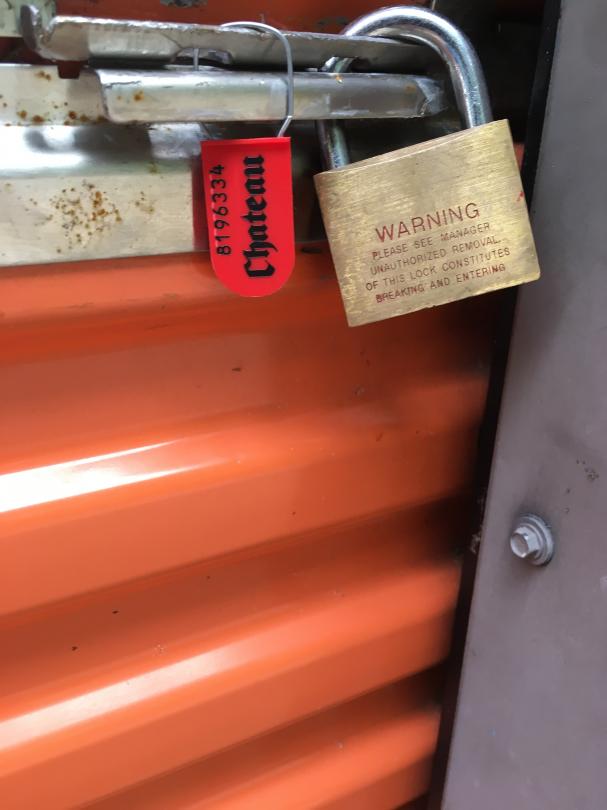 8196334
Chateau
WARNING
PLEASE SEE MANAGER
UNAUTHORIZED REMOVAL
OF THIS LOCK CONSTITUTES
BREAKING AND ENTERING